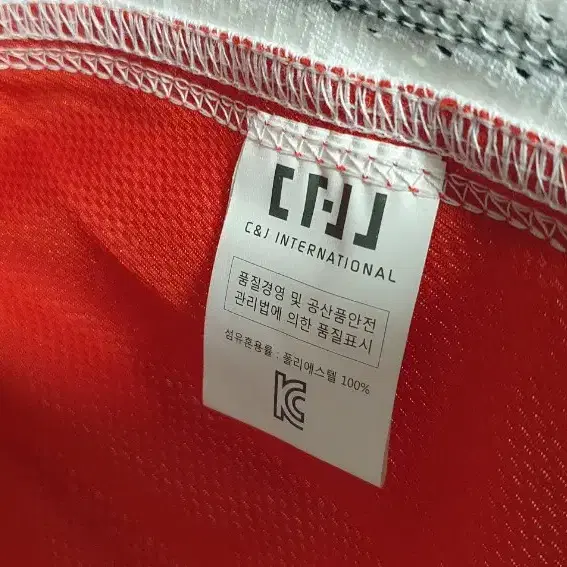 C&J
C&J INTERNATIONAL
품질경영 및 공산품안전
관리법에 의한 품질표시
섬유혼용률 : 폴리에스텔 100%
KC